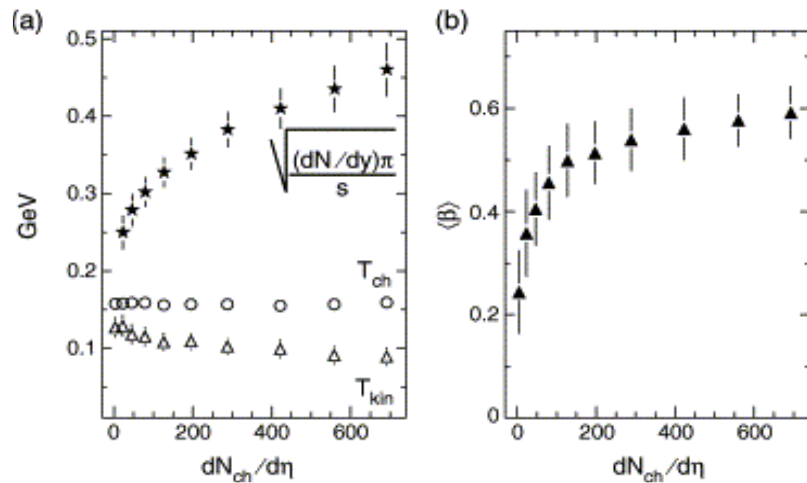 (a)
GeV
0.5
0.4
0.3
0.2
0.1
√(dN/dy)π
s
T_ch
T_kin
0 200 400 600
dN_ch/dη
(b)
⟨β⟩
0.6
0.4
0.2
0
0 200 400 600
dN_ch/dη